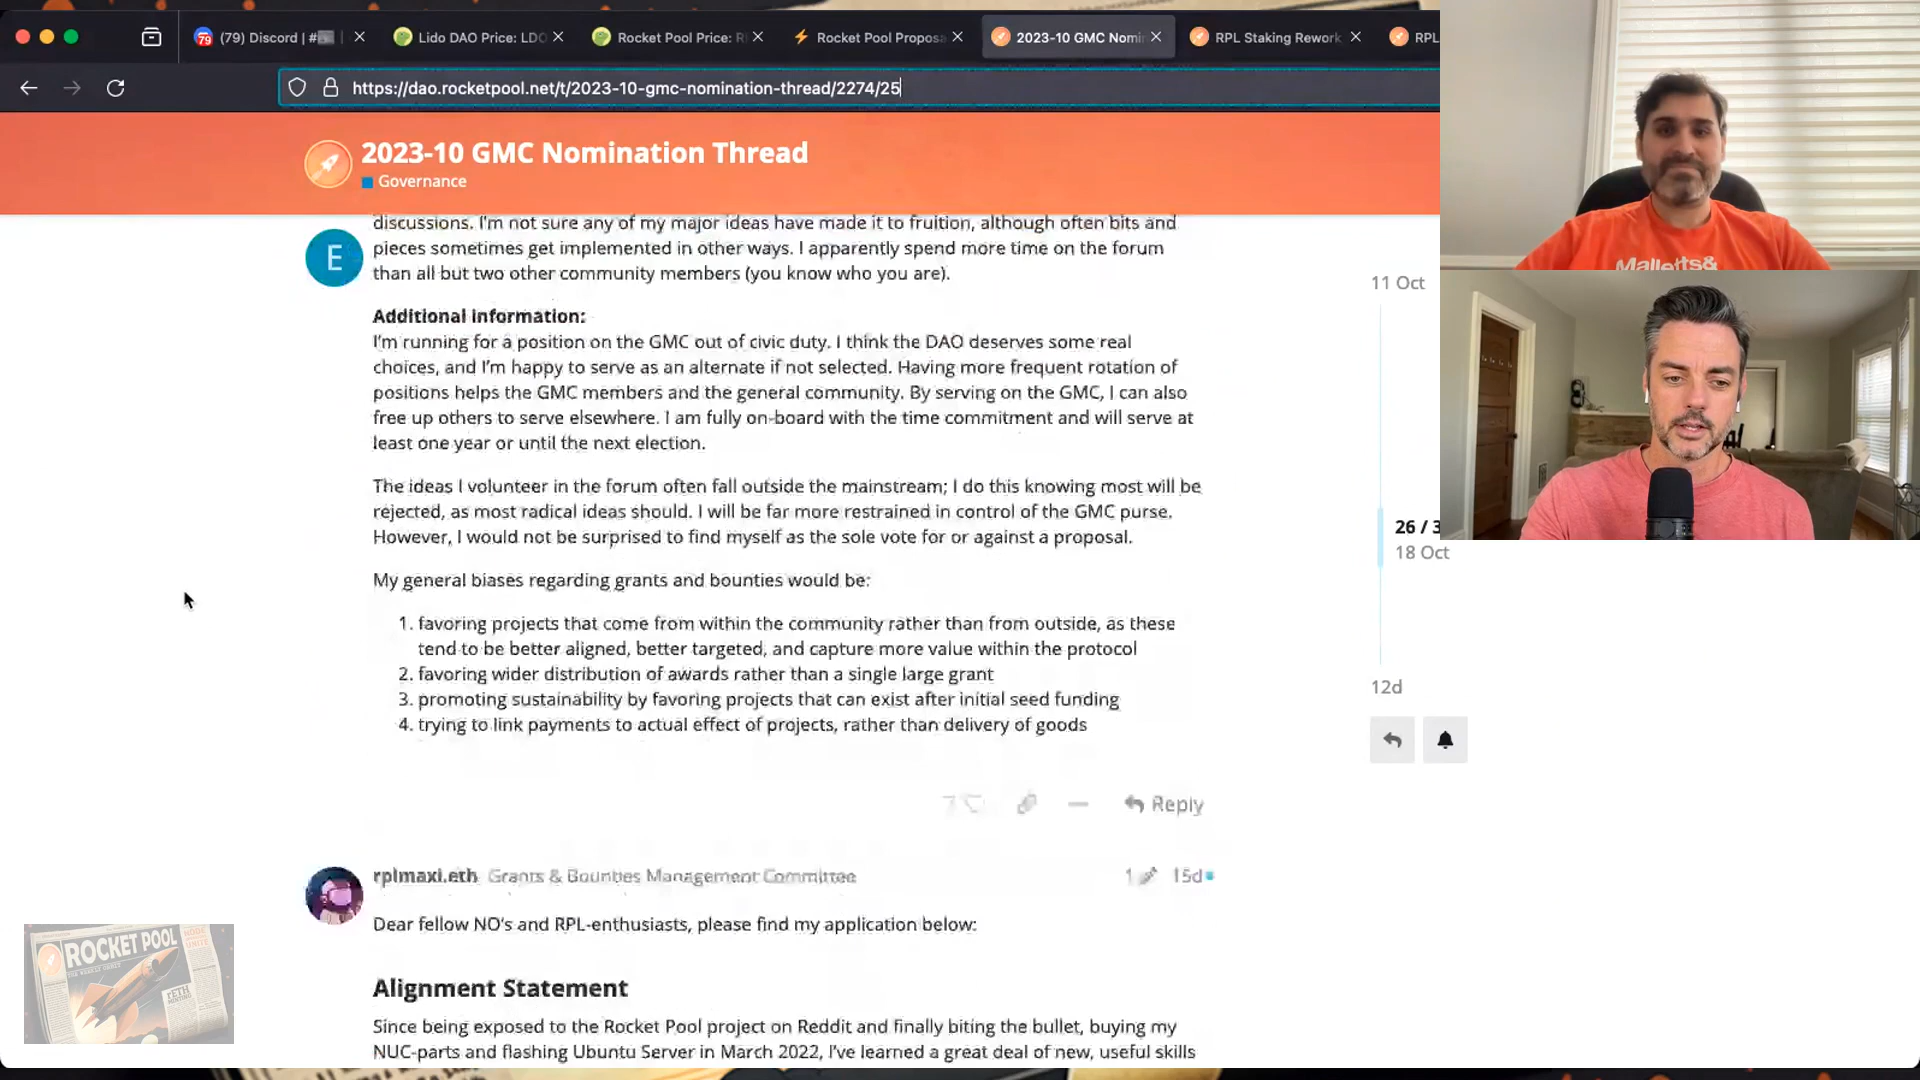 (79) Discord | #
Lido DAO Price: LDO
Rocket Pool Price: R
Rocket Pool Proposa
2023-10 GMC Nomi
RPL Staking Rework
RPL
https://dao.rocketpool.net/t/2023-10-gmc-nomination-thread/2274/25
2023-10 GMC Nomination Thread
Governance
discussions. I'm not sure any of my major ideas have made it to fruition, although often bits and
pieces sometimes get implemented in other ways. I apparently spend more time on the forum
than all but two other community members (you know who you are).
E
Additional Information:
I'm running for a position on the GMC out of civic duty. I think the DAO deserves some real
choices, and I'm happy to serve as an alternate if not selected. Having more frequent rotation of
positions helps the GMC members and the general community. By serving on the GMC, I can also
free up others to serve elsewhere. I am fully on-board with the time commitment and will serve at
least one year or until the next election.
The ideas I volunteer in the forum often fall outside the mainstream; I do this knowing most will be
rejected, as most radical ideas should. I will be far more restrained in control of the GMC purse.
However, I would not be surprised to find myself as the sole vote for or against a proposal.
My general biases regarding grants and bounties would be:
1. favoring projects that come from within the community rather than from outside, as these
tend to be better aligned, better targeted, and capture more value within the protocol
2. favoring wider distribution of awards rather than a single large grant
3. promoting sustainability by favoring projects that can exist after initial seed funding
4. trying to link payments to actual effect of projects, rather than delivery of goods
7
Reply
rplmaxi.eth Grants & Bounties Management Committee
1
15d
Dear fellow NO's and RPL-enthusiasts, please find my application below:
Alignment Statement
Since being exposed to the Rocket Pool project on Reddit and finally biting the bullet, buying my
NUC-parts and flashing Ubuntu Server in March 2022, I've learned a great deal of new, useful skills
11 Oct
26 / 3
18 Oct
12d
Malletts&
ROCKET POOL
NODE
UNITE
rETH